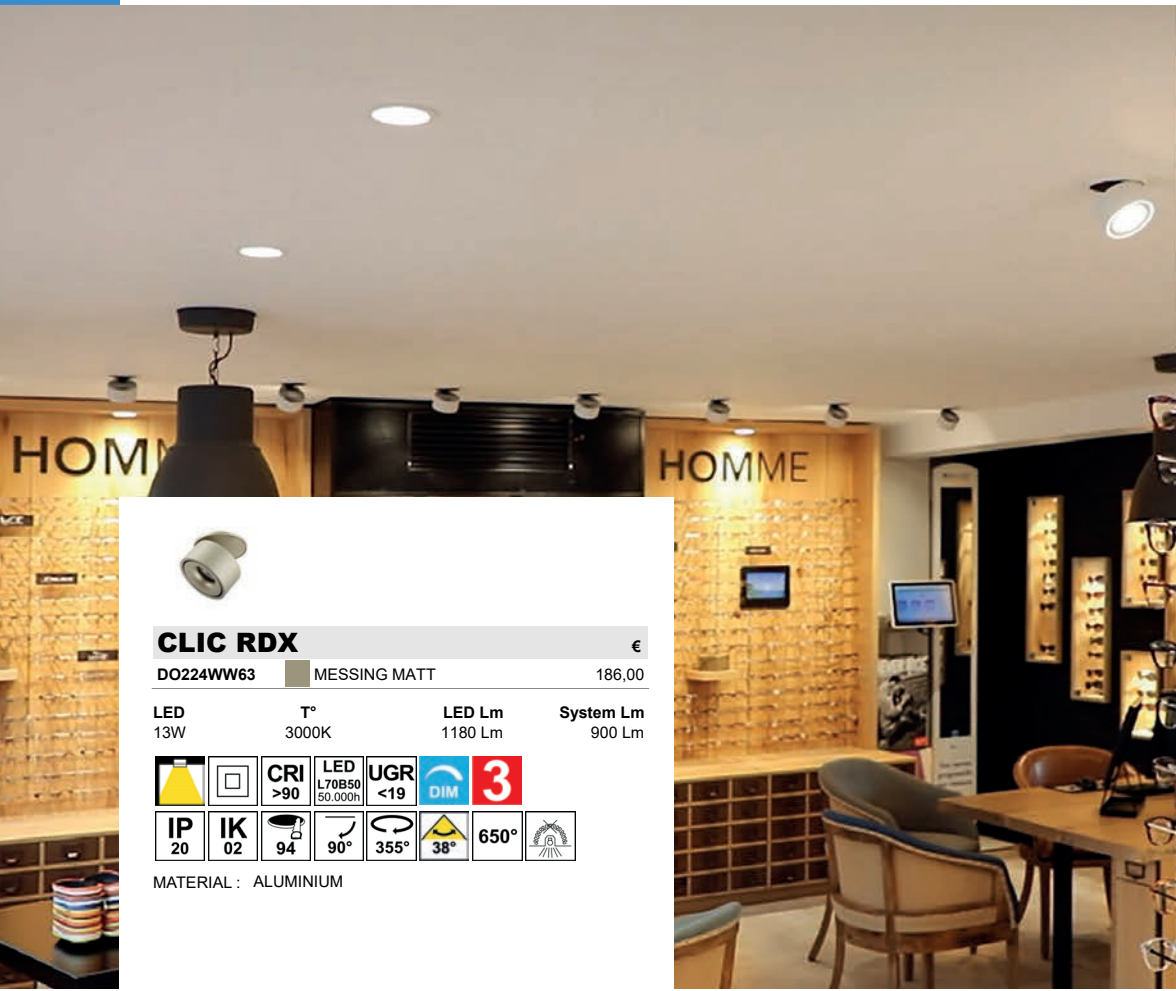 HOM
HOMME
CLIC RDX €
DO224WW63 MESSING MATT 186,00
LED T° LED Lm System Lm
13W 3000K 1180 Lm 900 Lm
CRI >90
LED L70B50 50.000h
UGR <19
DIM
3
IP 20
IK 02
94
90°
355°
38°
650°
MATERIAL : ALUMINIUM